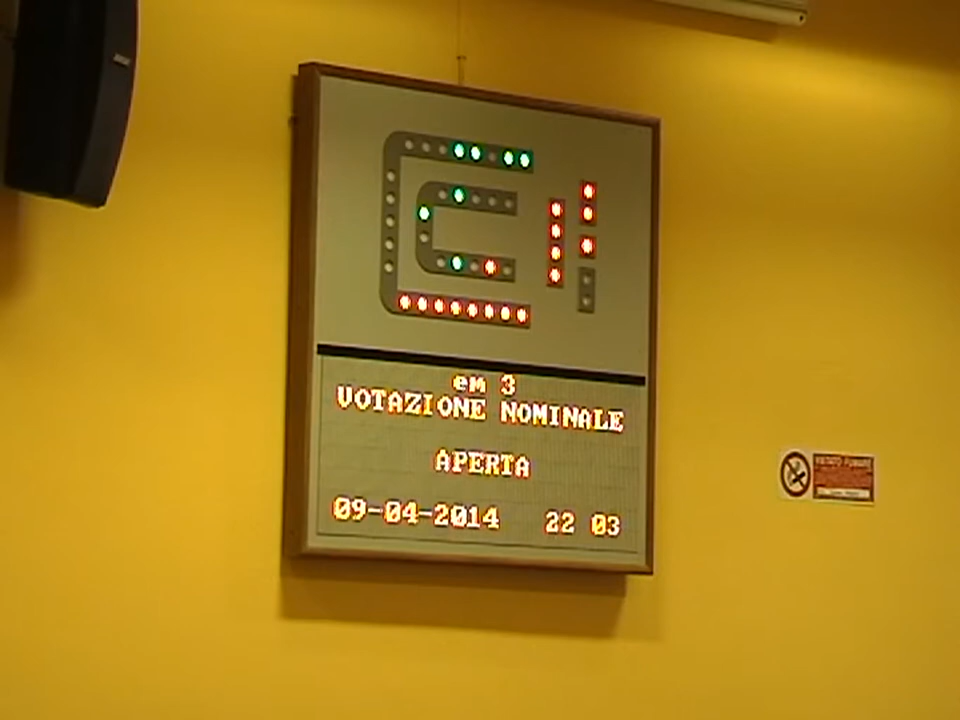 em 3
VOTAZIONE NOMINALE
APERTA
09-04-2014 22 03
VIETATO FUMARE